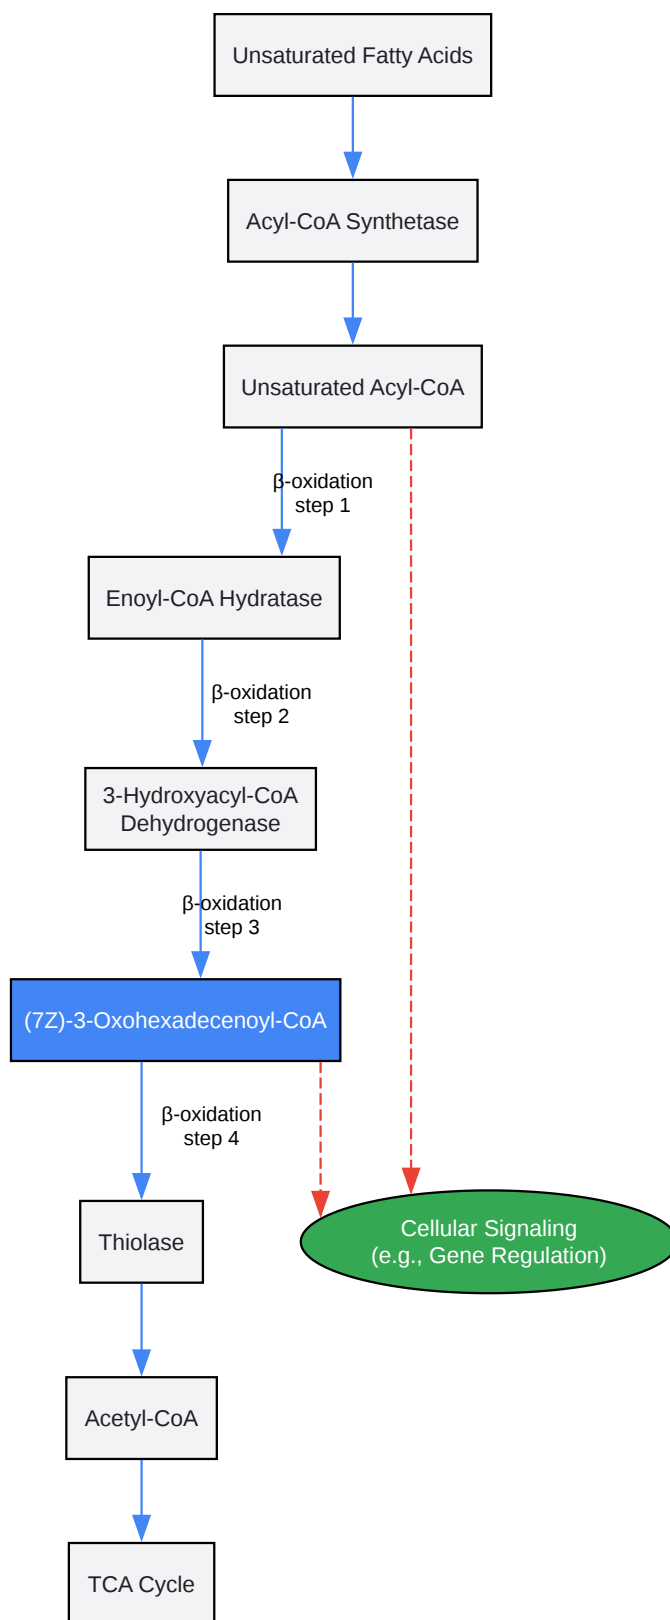 Unsaturated Fatty Acids
Acyl-CoA Synthetase
Unsaturated Acyl-CoA
β-oxidation
step 1
Enoyl-CoA Hydratase
β-oxidation
step 2
3-Hydroxyacyl-CoA
Dehydrogenase
β-oxidation
step 3
(7Z)-3-Oxohexadecenoyl-CoA
β-oxidation
step 4
Thiolase
Cellular Signaling
(e.g., Gene Regulation)
Acetyl-CoA
TCA Cycle